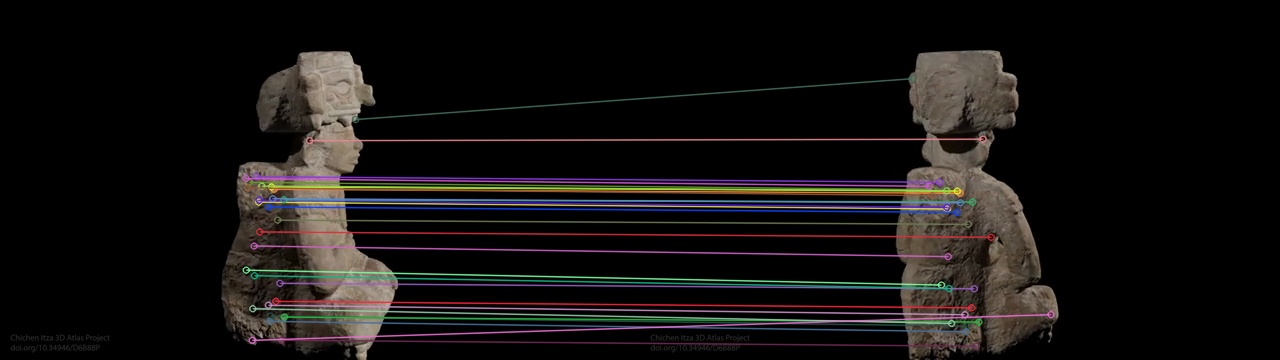 Chichen Itza 3D Atlas Project
doi.org/10.34946/D6B88P
Chichen Itza 3D Atlas Project
doi.org/10.34946/D6B88P